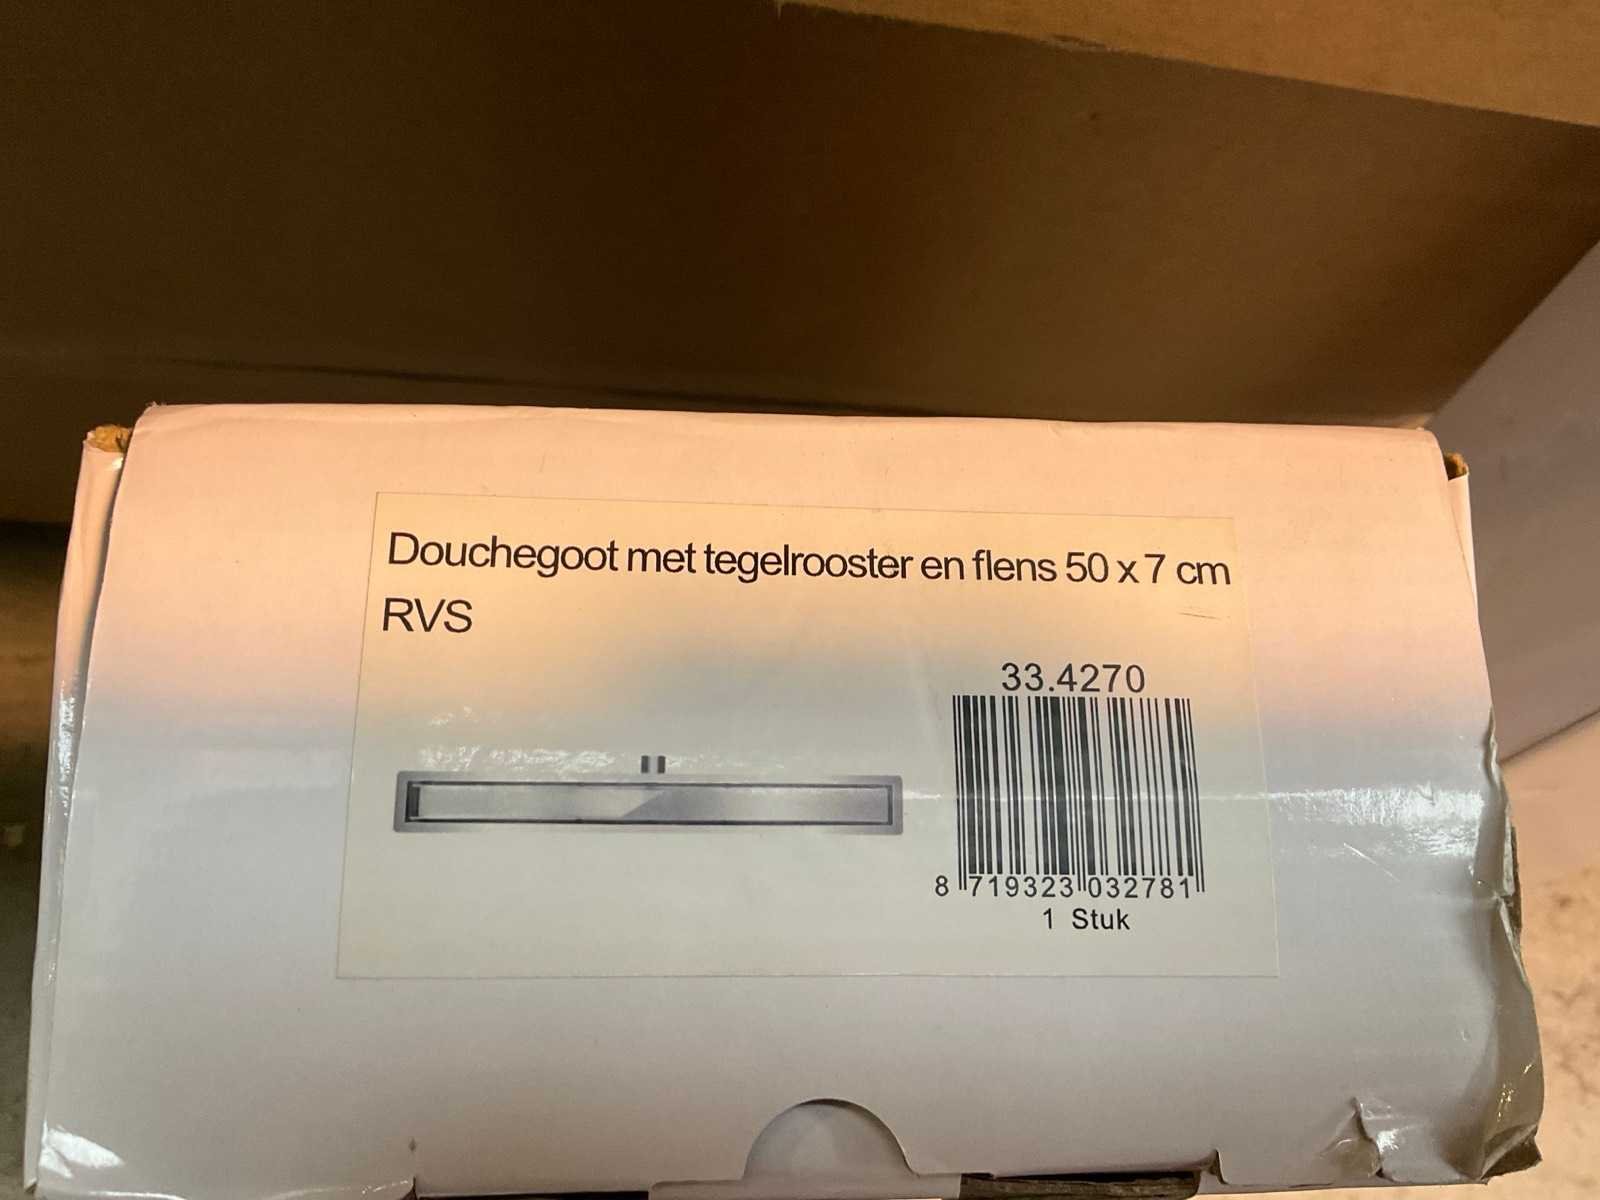 Douchegoot met tegelrooster en flens 50 x 7 cm
RVS
33.4270
8 719323 032781
1 Stuk